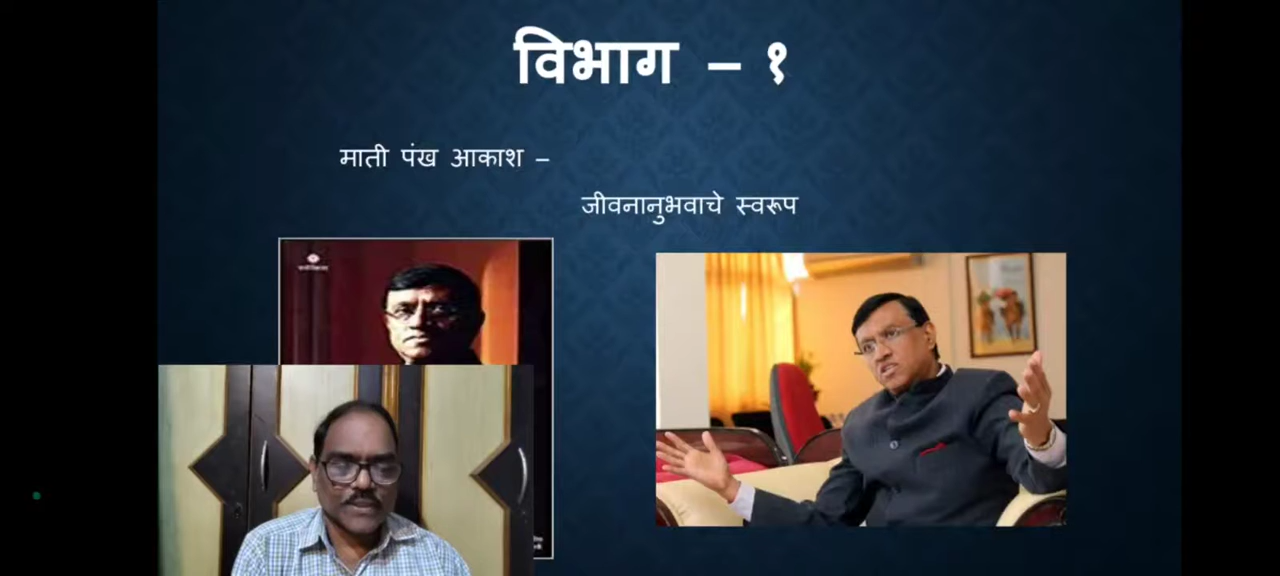 विभाग – १
माती पंख आकाश –
जीवनानुभवाचे स्वरूप